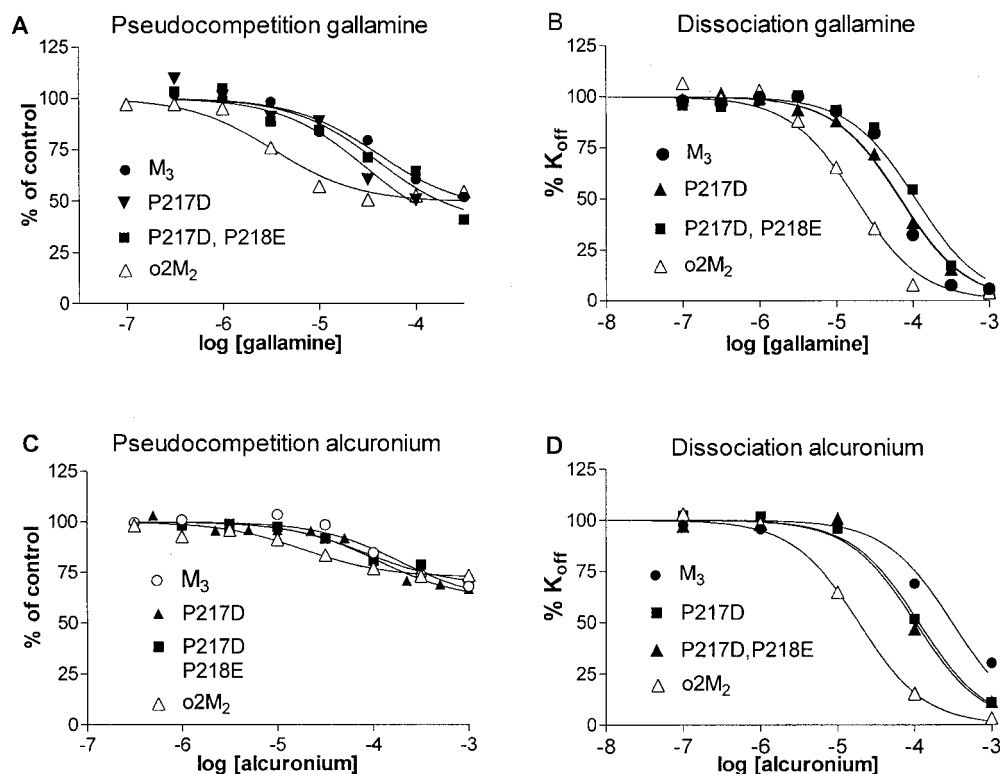 A Pseudocompetition gallamine
125
100
75
50
25
0
% of control
M3
P217D
P217D, P218E
o2M2
-7 -6 -5 -4
log [gallamine]
B Dissociation gallamine
125
100
75
50
25
0
% Koff
M3
P217D
P217D, P218E
o2M2
-8 -7 -6 -5 -4 -3
log [gallamine]
C Pseudocompetition alcuronium
125
100
75
50
25
0
% of control
M3
P217D
P217D
P218E
o2M2
-8 -7 -6 -5 -4 -3
log [alcuronium]
D Dissociation alcuronium
125
100
75
50
25
0
% Koff
M3
P217D
P217D,P218E
o2M2
-8 -7 -6 -5 -4 -3
log [alcuronium]